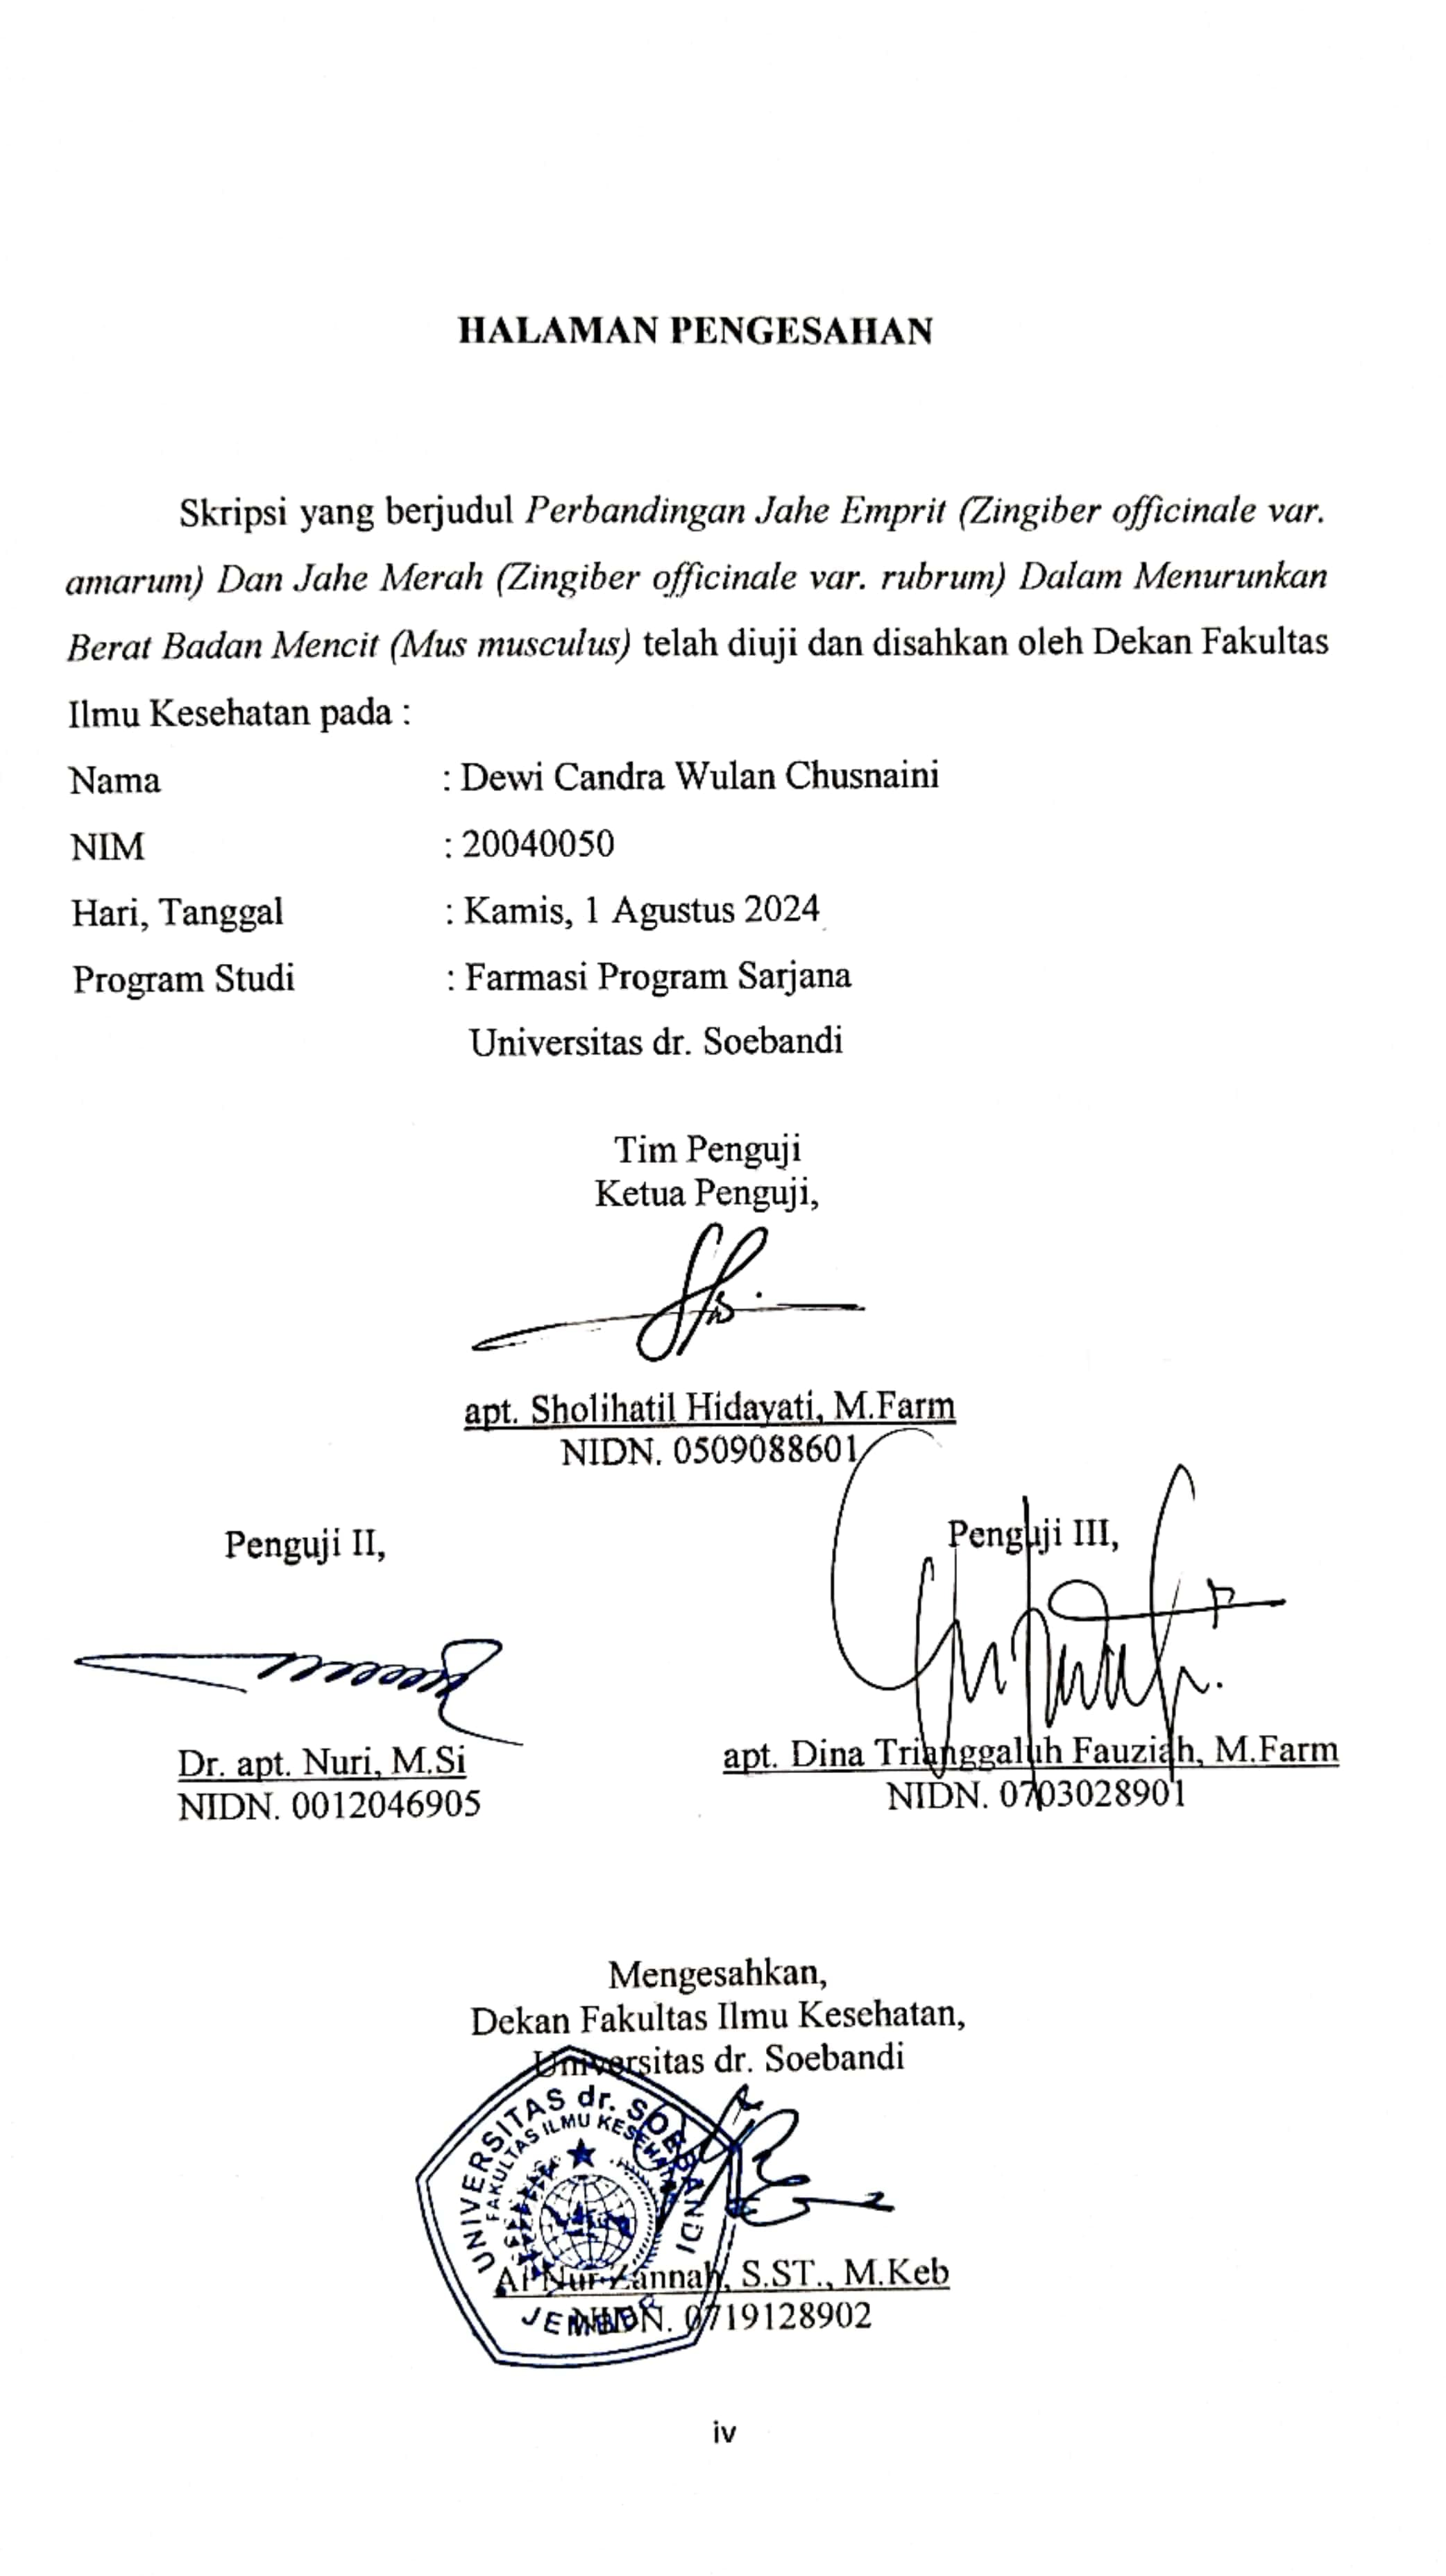 HALAMAN PENGESAHAN
Skripsi yang berjudul Perbandingan Jahe Emprit (Zingiber officinale var.
amarum) Dan Jahe Merah (Zingiber officinale var. rubrum) Dalam Menurunkan
Berat Badan Mencit (Mus musculus) telah diuji dan disahkan oleh Dekan Fakultas
Ilmu Kesehatan pada :
Nama : Dewi Candra Wulan Chusnaini
NIM : 20040050
Hari, Tanggal : Kamis, 1 Agustus 2024
Program Studi : Farmasi Program Sarjana
Universitas dr. Soebandi
Tim Penguji
Ketua Penguji,
apt. Sholihatil Hidayati, M.Farm
NIDN. 0509088601
Penguji II,
Dr. apt. Nuri, M.Si
NIDN. 0012046905
Penguji III,
apt. Dina Trianggaluh Fauziah, M.Farm
NIDN. 0703028901
Mengesahkan,
Dekan Fakultas Ilmu Kesehatan,
Universitas dr. Soebandi
UNIVERSITAS dr. SOEBANDI
FAKULTAS ILMU KESEHATAN
JEMBER
Ai Nur Zannah, S.ST., M.Keb
NIDN. 0719128902
iv